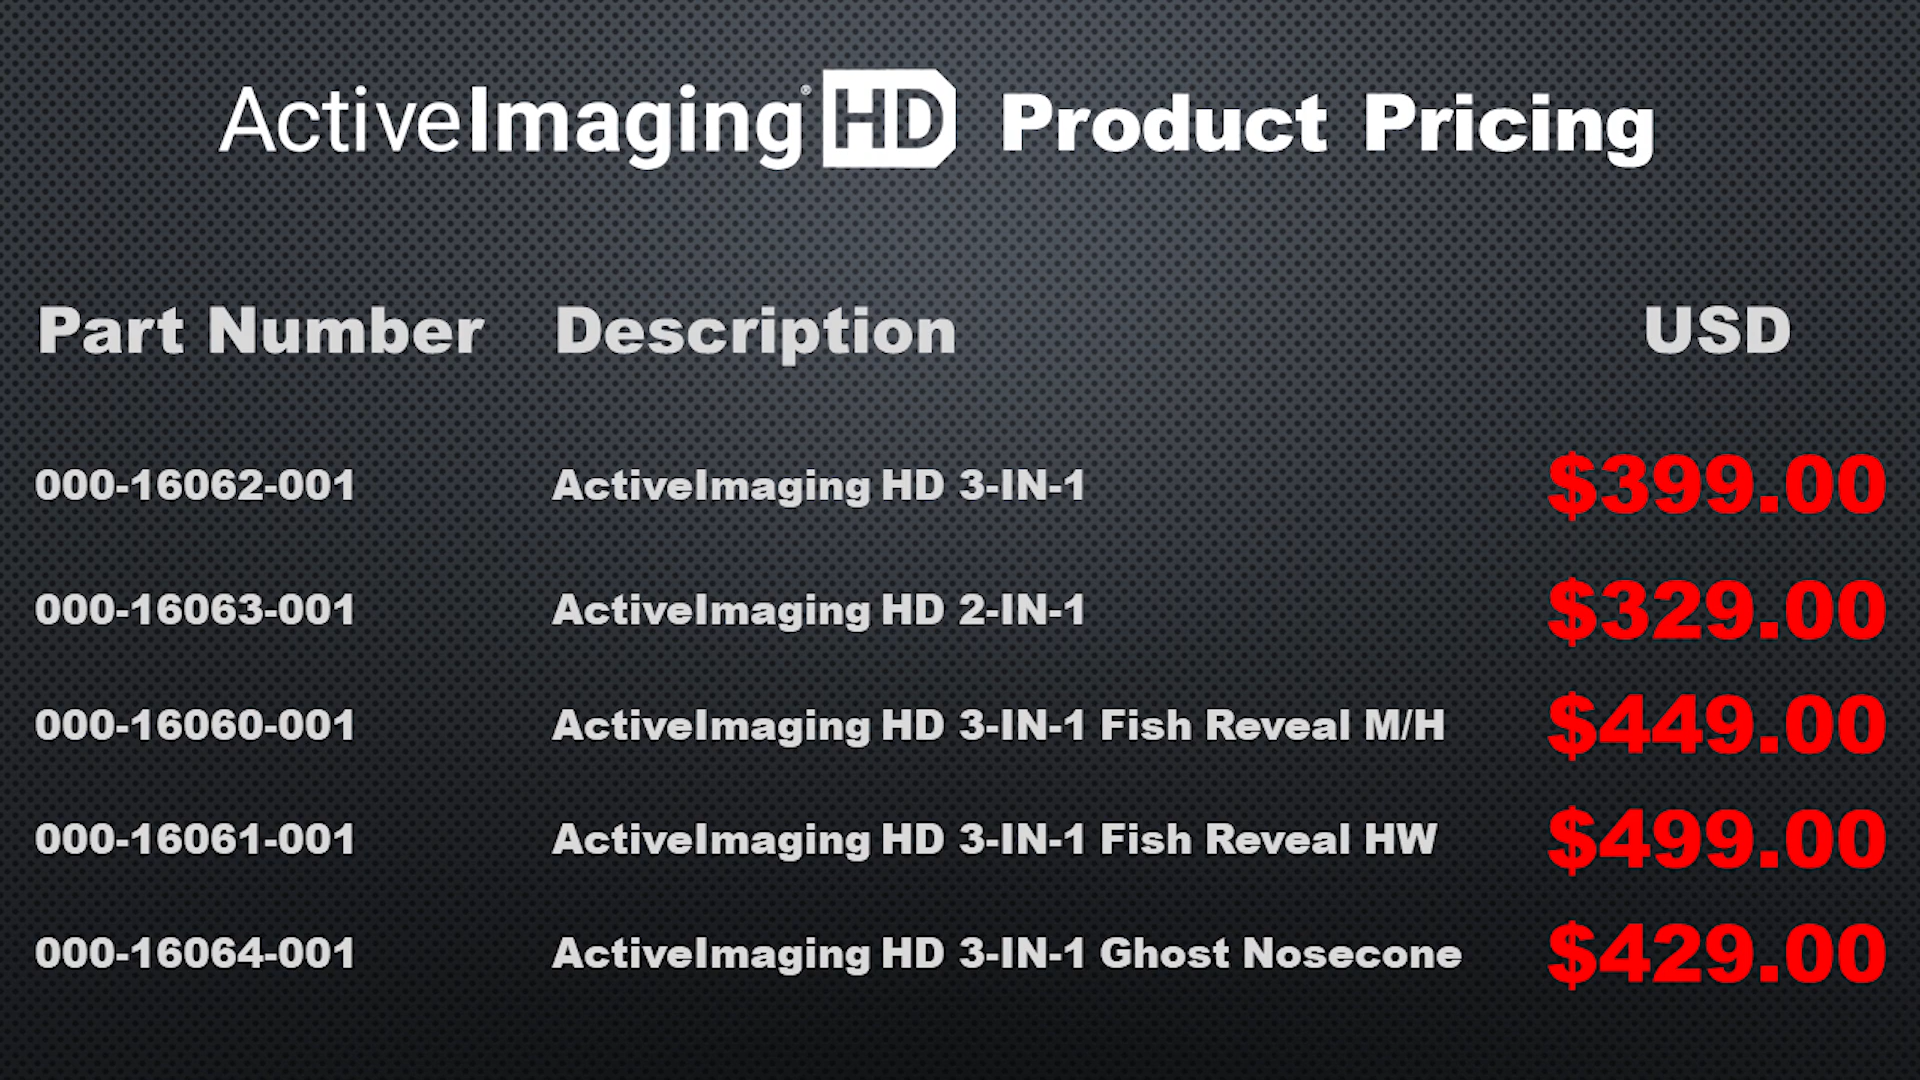 ActiveImaging® HD Product Pricing
Part Number Description USD
000-16062-001 ActiveImaging HD 3-IN-1 $399.00
000-16063-001 ActiveImaging HD 2-IN-1 $329.00
000-16060-001 ActiveImaging HD 3-IN-1 Fish Reveal M/H $449.00
000-16061-001 ActiveImaging HD 3-IN-1 Fish Reveal HW $499.00
000-16064-001 ActiveImaging HD 3-IN-1 Ghost Nosecone $429.00